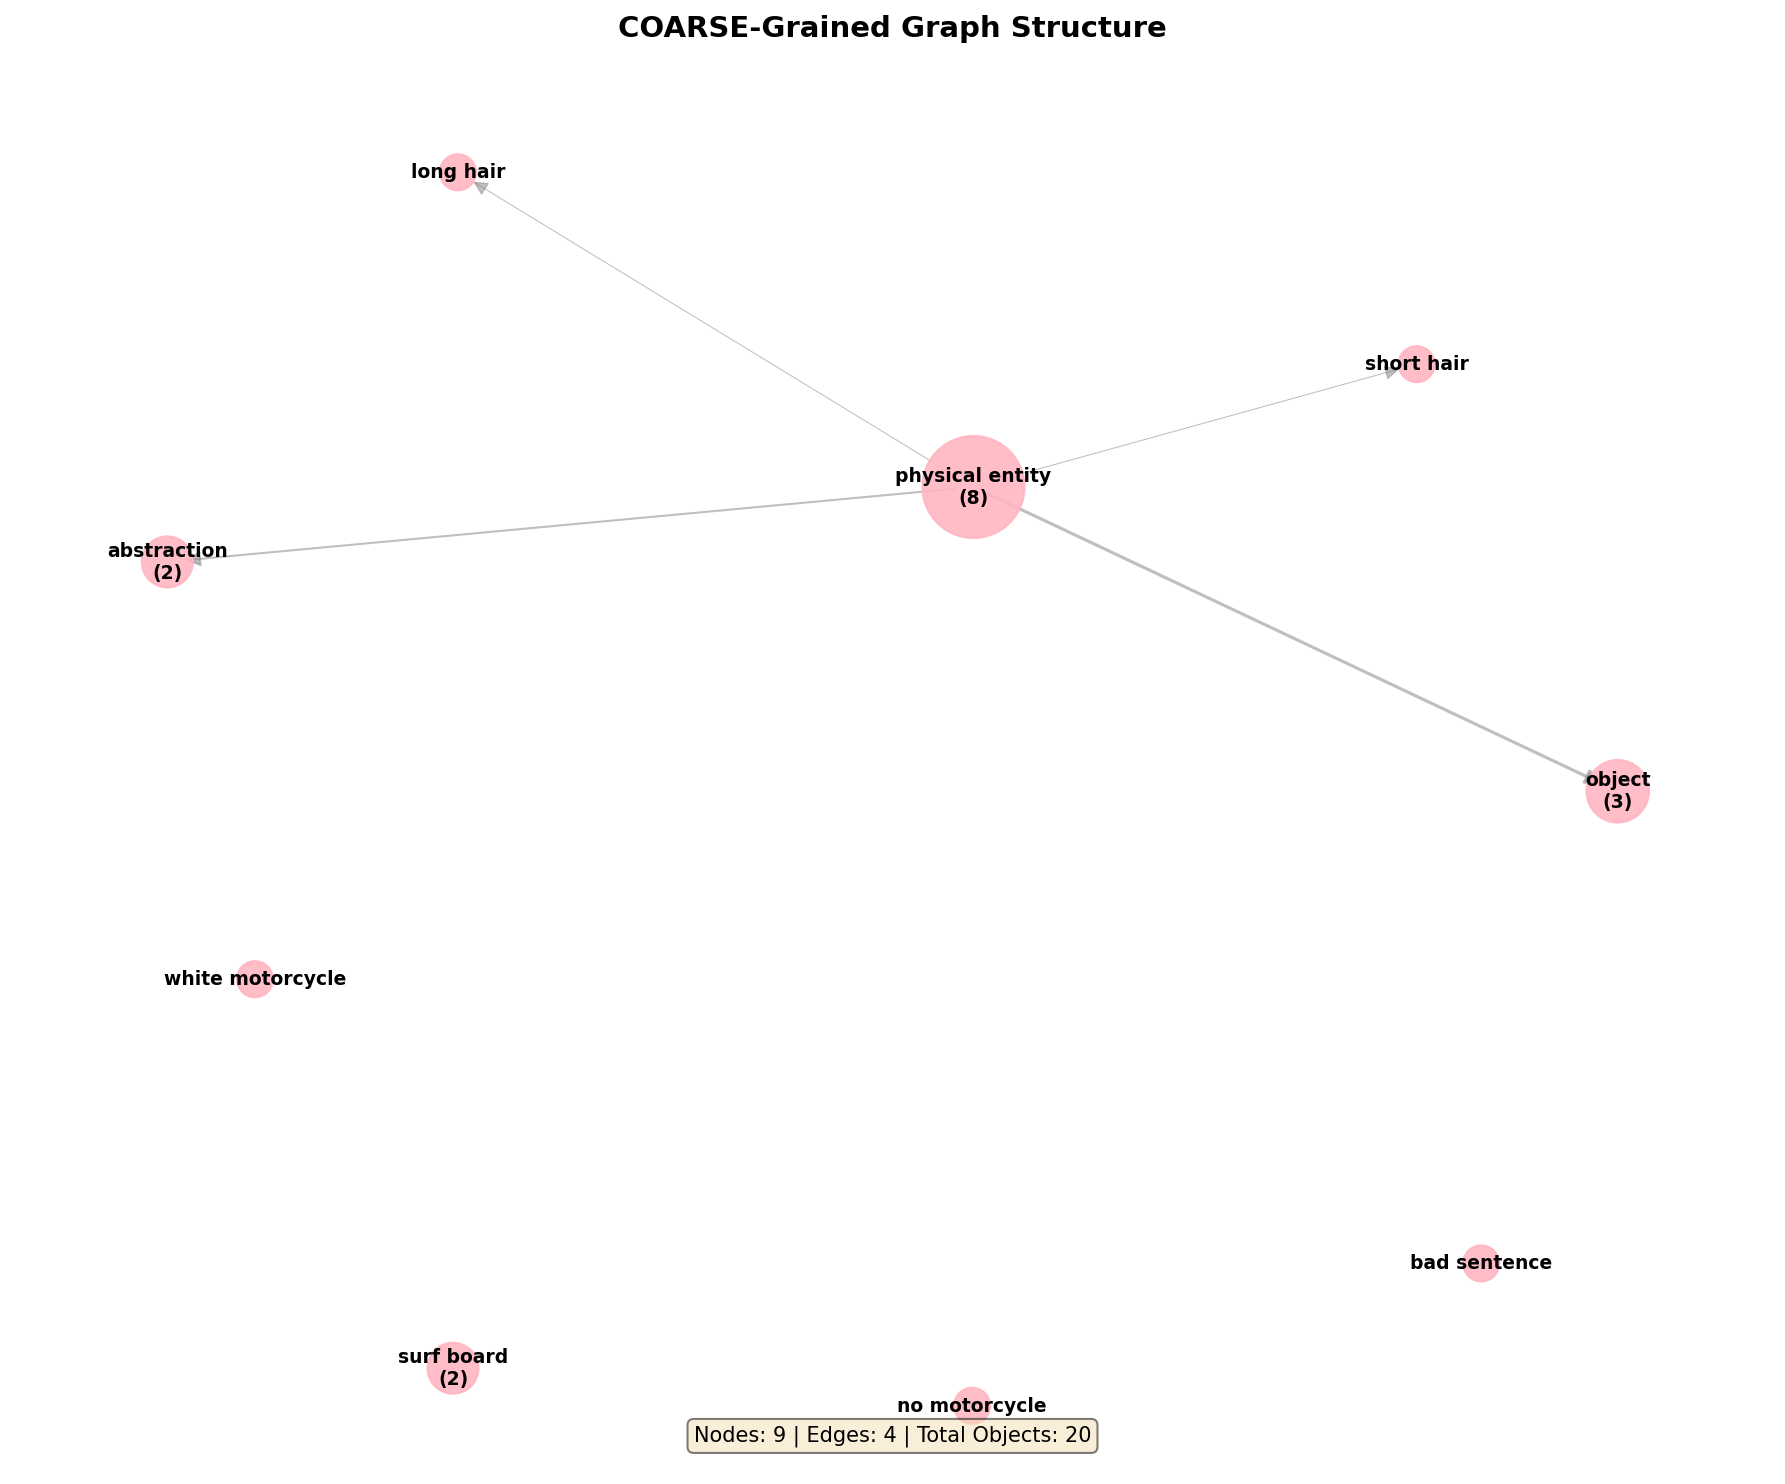 COARSE-Grained Graph Structure
long hair
short hair
physical entity
(8)
abstraction
(2)
object
(3)
white motorcycle
bad sentence
surf board
(2)
no motorcycle
Nodes: 9 | Edges: 4 | Total Objects: 20